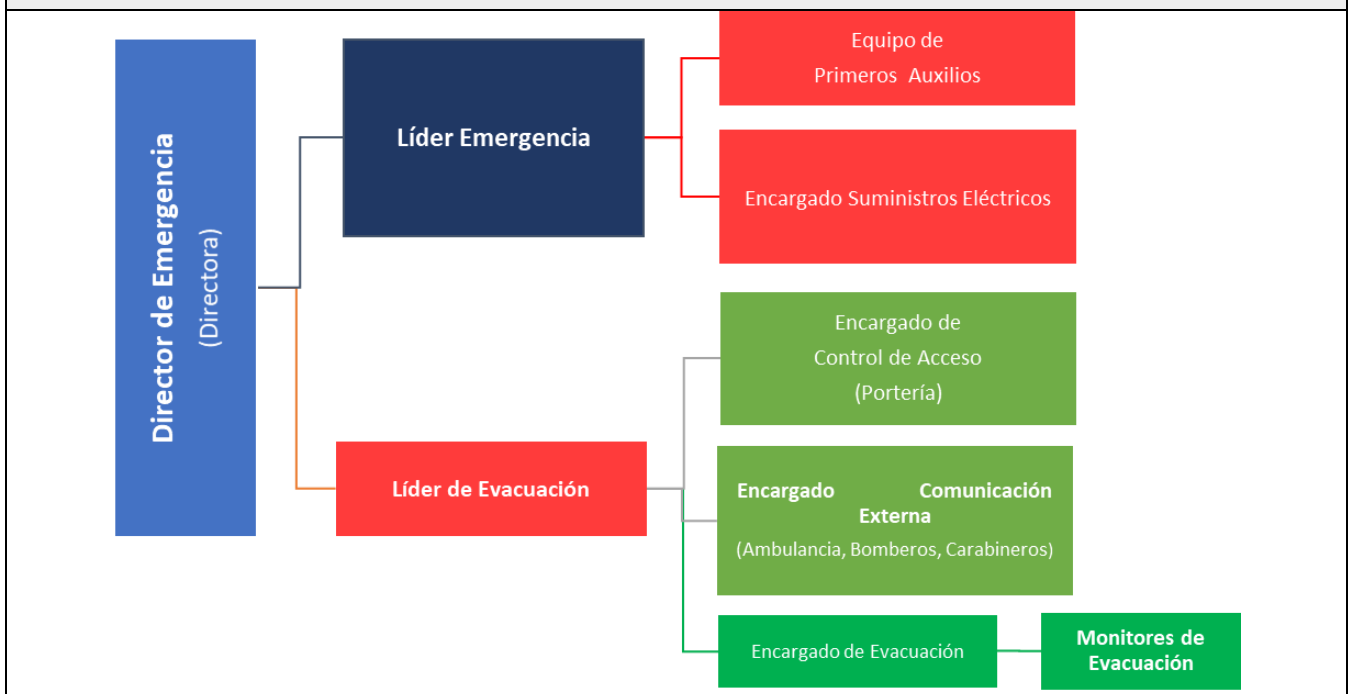 Director de Emergencia
(Directora)
Líder Emergencia
Equipo de
Primeros Auxilios
Encargado Suministros Eléctricos
Líder de Evacuación
Encargado de
Control de Acceso
(Portería)
Encargado Comunicación
Externa
(Ambulancia, Bomberos, Carabineros)
Encargado de Evacuación
Monitores de
Evacuación